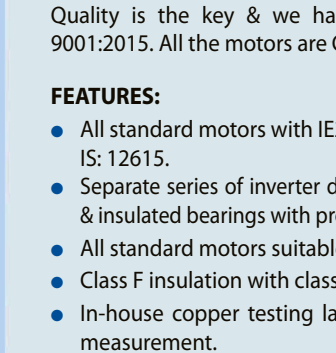 Quality is the key & we ha
9001:2015. All the motors are
FEATURES:
All standard motors with IE
IS: 12615.
Separate series of inverter d
& insulated bearings with pr
All standard motors suitabl
Class F insulation with class
In-house copper testing la
measurement.